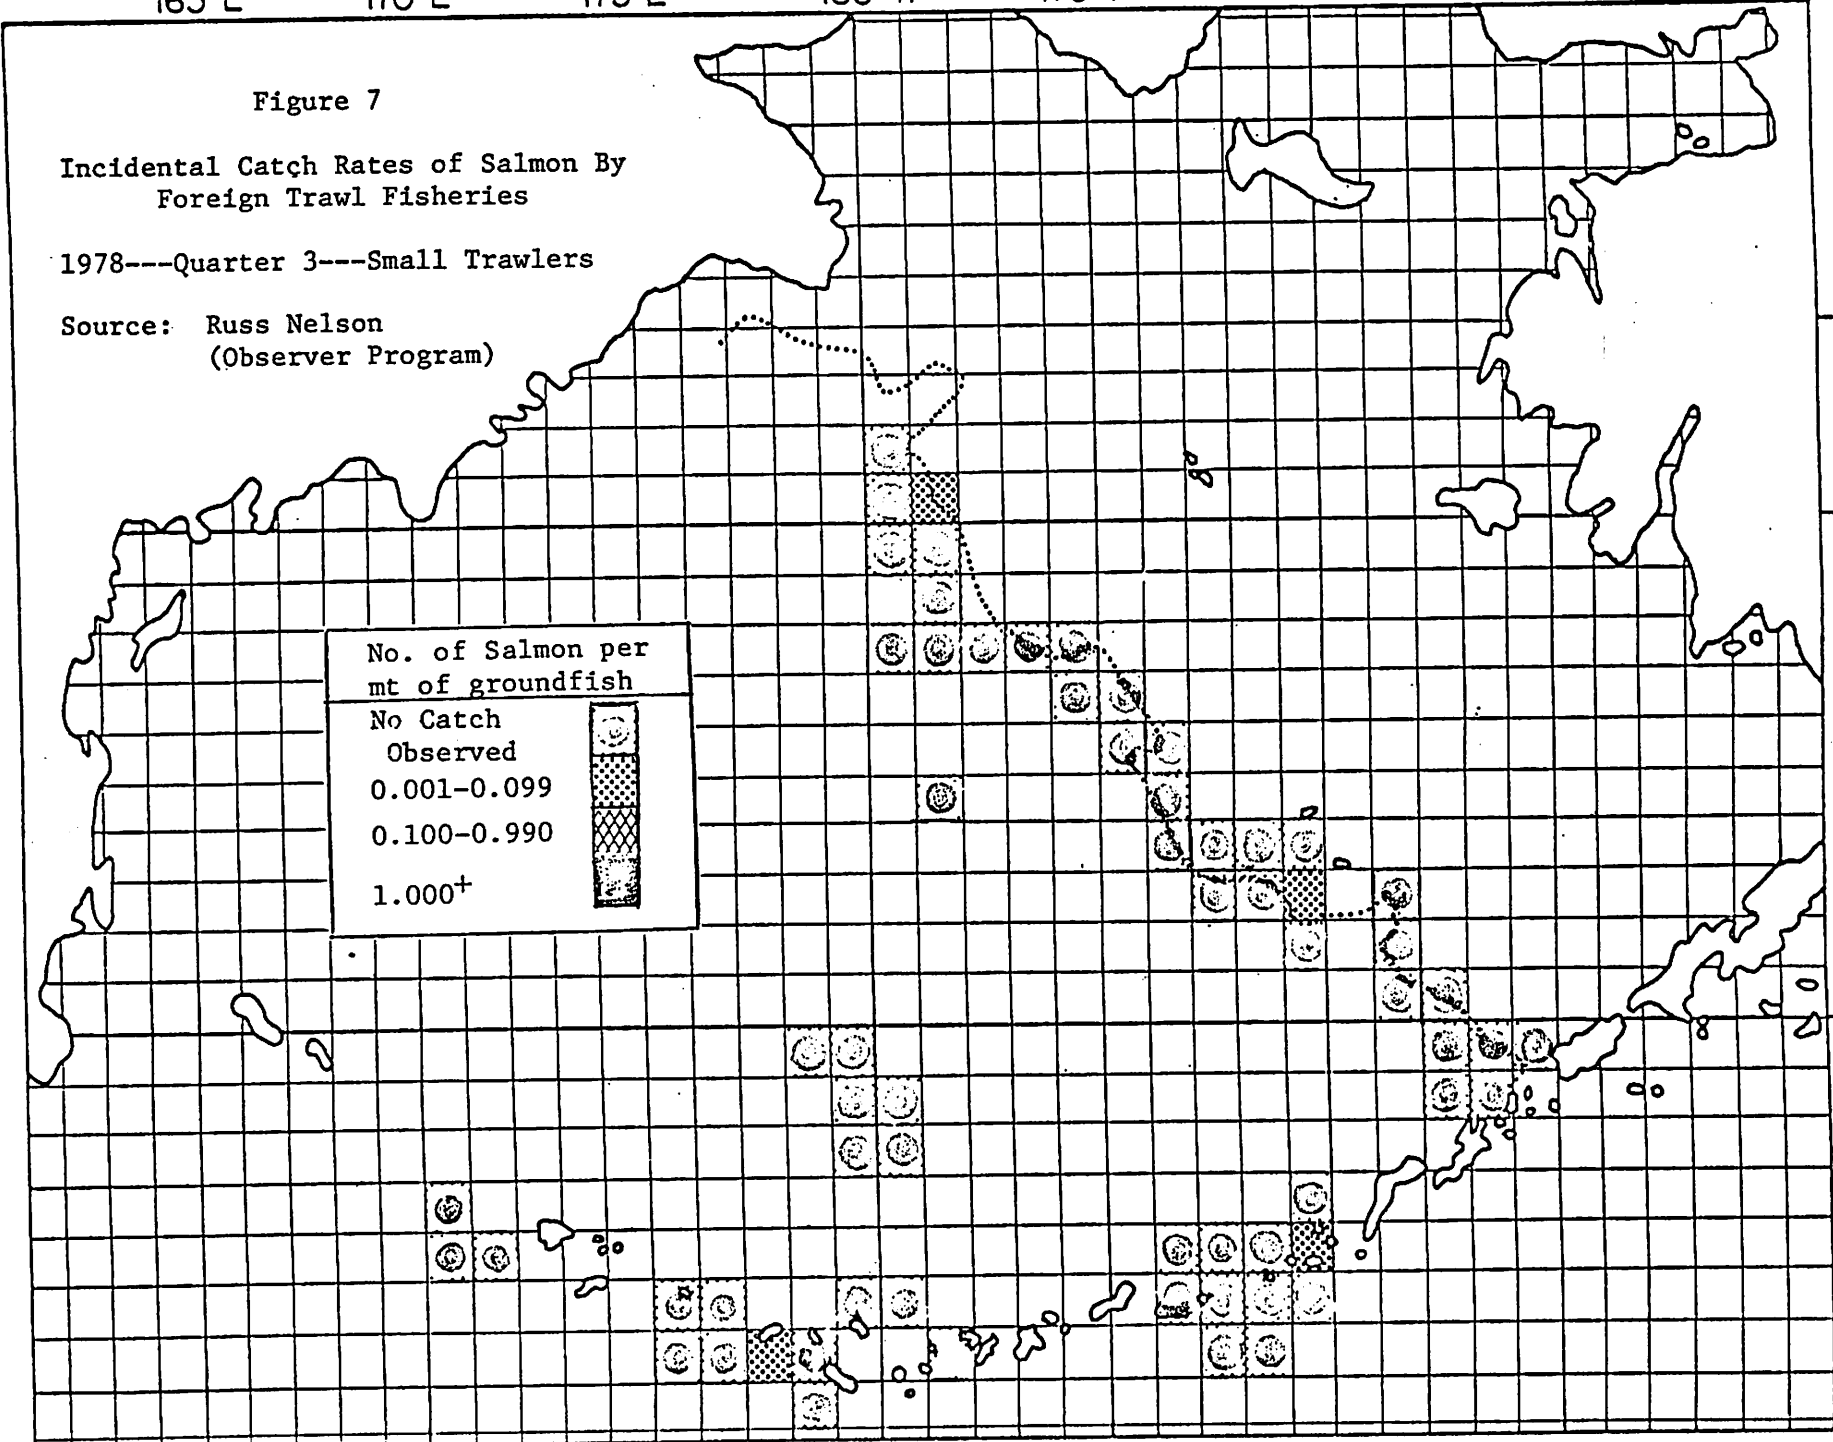 Figure 7
Incidental Catch Rates of Salmon By
Foreign Trawl Fisheries
1978---Quarter 3---Small Trawlers
Source: Russ Nelson
(Observer Program)
No. of Salmon per
mt of groundfish
No Catch
Observed
0.001-0.099
0.100-0.990
1.000+